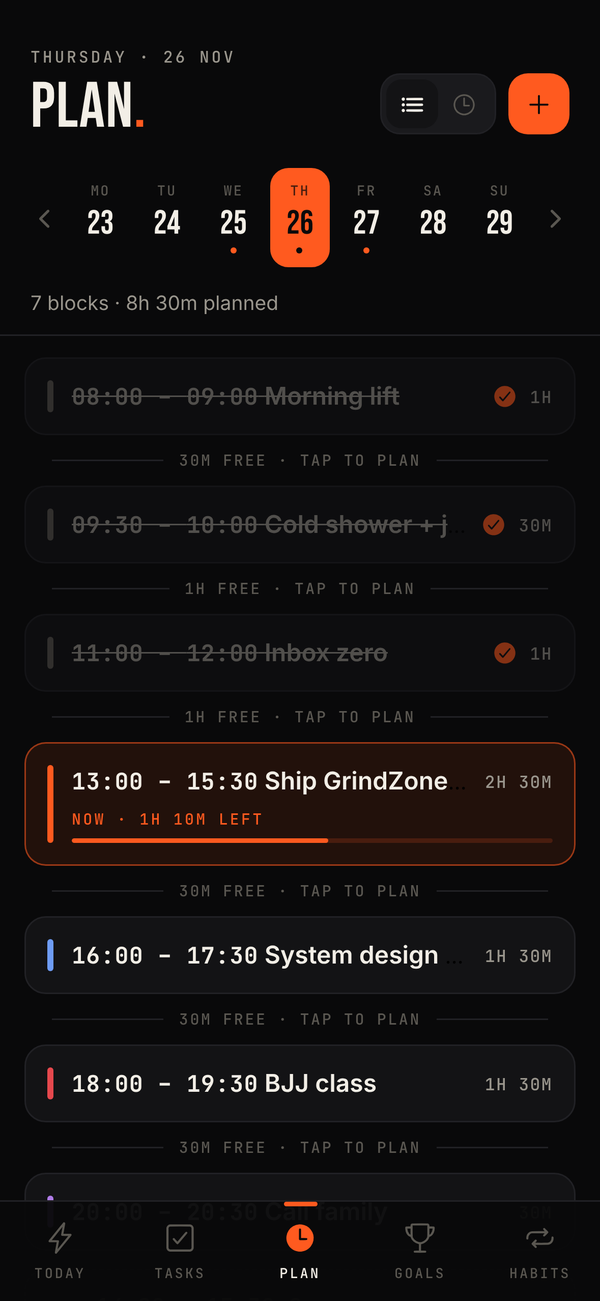 THURSDAY · 26 NOV
PLAN.
MO TU WE TH FR SA SU
23 24 25 26 27 28 29
7 blocks · 8h 30m planned
08:00 – 09:00 Morning lift 1H
30M FREE · TAP TO PLAN
09:30 – 10:00 Cold shower + j... 30M
1H FREE · TAP TO PLAN
11:00 – 12:00 Inbox zero 1H
1H FREE · TAP TO PLAN
13:00 – 15:30 Ship GrindZone... 2H 30M
NOW · 1H 10M LEFT
30M FREE · TAP TO PLAN
16:00 – 17:30 System design ... 1H 30M
30M FREE · TAP TO PLAN
18:00 – 19:30 BJJ class 1H 30M
30M FREE · TAP TO PLAN
20:00 – 20:30 Call family 30M
TODAY TASKS PLAN GOALS HABITS